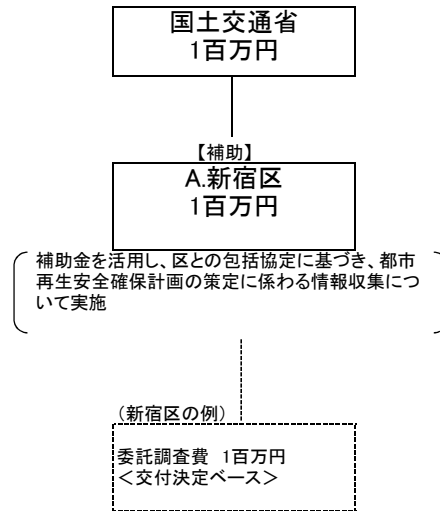 国土交通省
1百万円
【補助】
A.新宿区
1百万円
補助金を活用し、区との包括協定に基づき、都市
再生安全確保計画の策定に係わる情報収集につ
いて実施
（新宿区の例）
委託調査費 1百万円
＜交付決定ベース＞